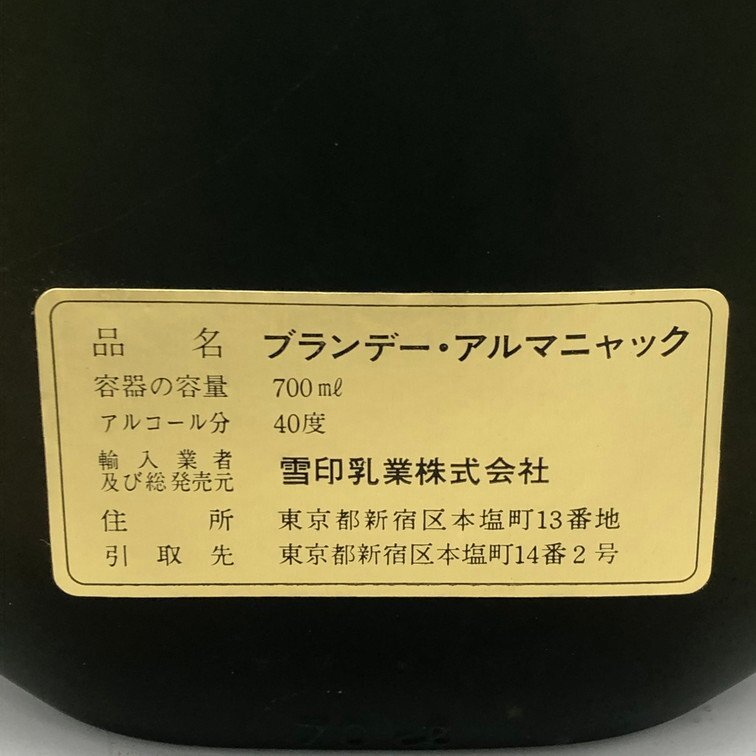 品名 ブランデー・アルマニャック
容器の容量 700ml
アルコール分 40度
輸入業者及び総発売元 雪印乳業株式会社
住所 東京都新宿区本塩町13番地
引取先 東京都新宿区本塩町14番2号